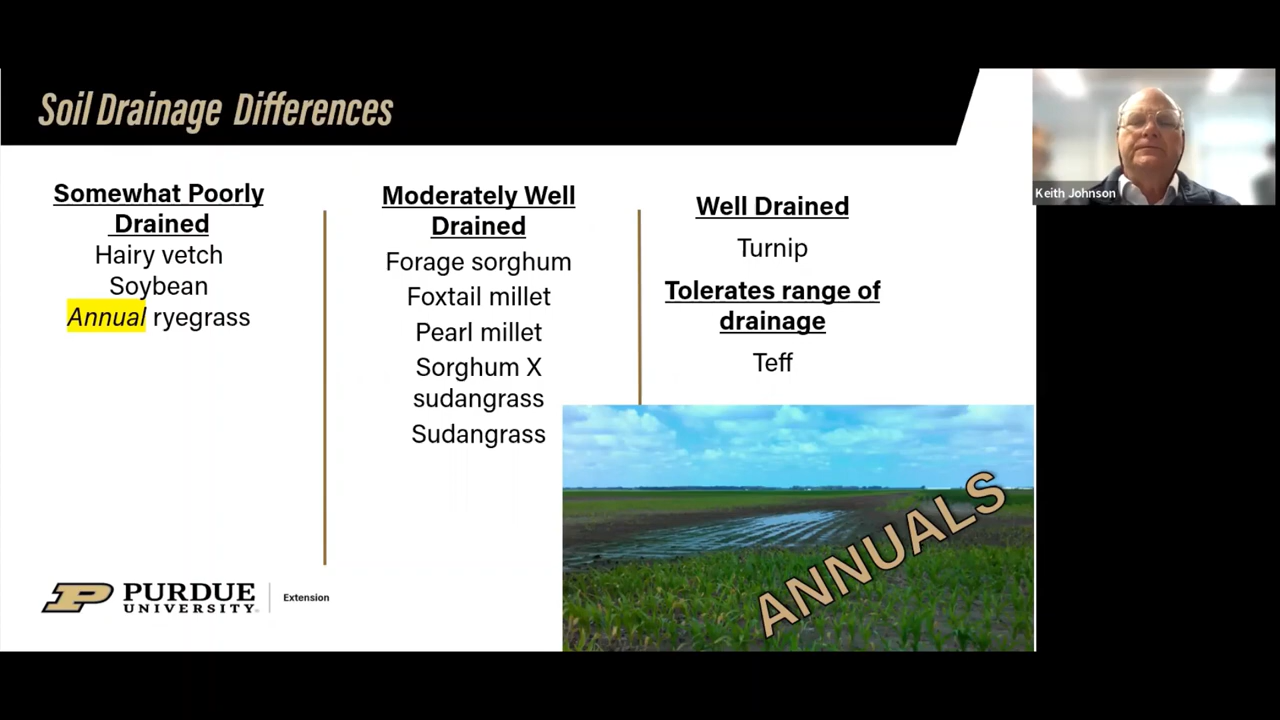 Soil Drainage Differences
Somewhat Poorly
Drained
Hairy vetch
Soybean
Annual ryegrass
Moderately Well
Drained
Forage sorghum
Foxtail millet
Pearl millet
Sorghum X
sudangrass
Sudangrass
Well Drained
Turnip
Tolerates range of
drainage
Teff
ANNUALS
PURDUE
UNIVERSITY
Extension
Keith Johnson